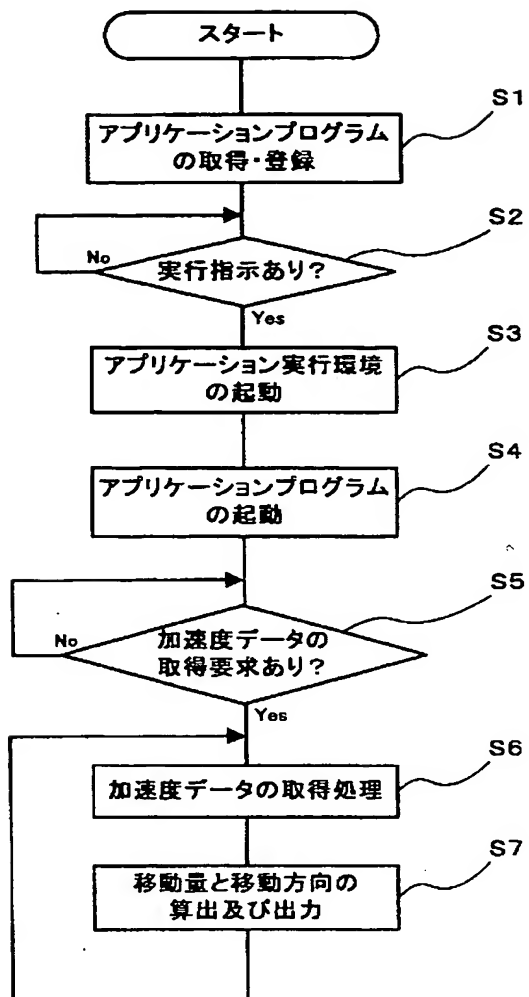 スタート
S1
アプリケーションプログラム
の取得・登録
S2
No
実行指示あり?
Yes
S3
アプリケーション実行環境
の起動
S4
アプリケーションプログラム
の起動
S5
No
加速度データの
取得要求あり?
Yes
S6
加速度データの取得処理
S7
移動量と移動方向の
算出及び出力